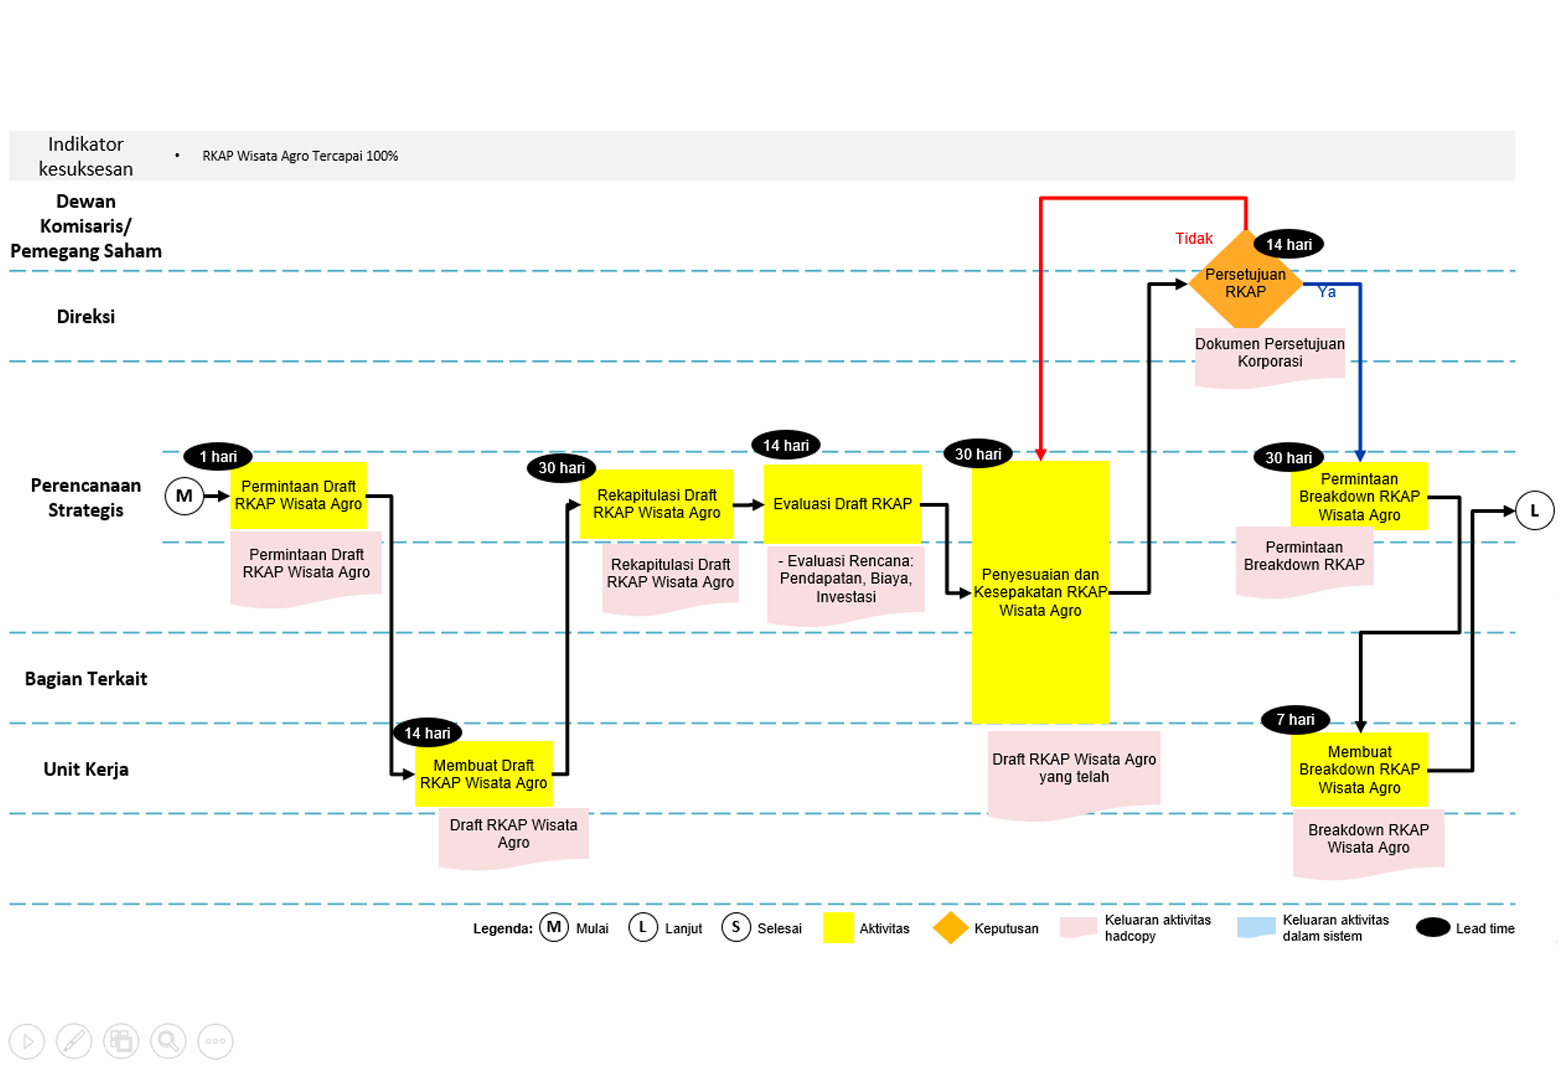 Indikator
kesuksesan
• RKAP Wisata Agro Tercapai 100%
Dewan
Komisaris/
Pemegang Saham
Tidak
14 hari
Persetujuan
RKAP
Ya
Direksi
Dokumen Persetujuan
Korporasi
Perencanaan
Strategis
M
1 hari
Permintaan Draft
RKAP Wisata Agro
Permintaan Draft
RKAP Wisata Agro
30 hari
Rekapitulasi Draft
RKAP Wisata Agro
Rekapitulasi Draft
RKAP Wisata Agro
14 hari
Evaluasi Draft RKAP
- Evaluasi Rencana:
Pendapatan, Biaya,
Investasi
30 hari
Penyesuaian dan
Kesepakatan RKAP
Wisata Agro
30 hari
Permintaan
Breakdown RKAP
Wisata Agro
Permintaan
Breakdown RKAP
L
Bagian Terkait
Unit Kerja
14 hari
Membuat Draft
RKAP Wisata Agro
Draft RKAP Wisata
Agro
Draft RKAP Wisata Agro
yang telah
7 hari
Membuat
Breakdown RKAP
Wisata Agro
Breakdown RKAP
Wisata Agro
Legenda: M Mulai L Lanjut S Selesai Aktivitas Keputusan
Keluaran aktivitas
hadcopy
Keluaran aktivitas
dalam sistem
Lead time